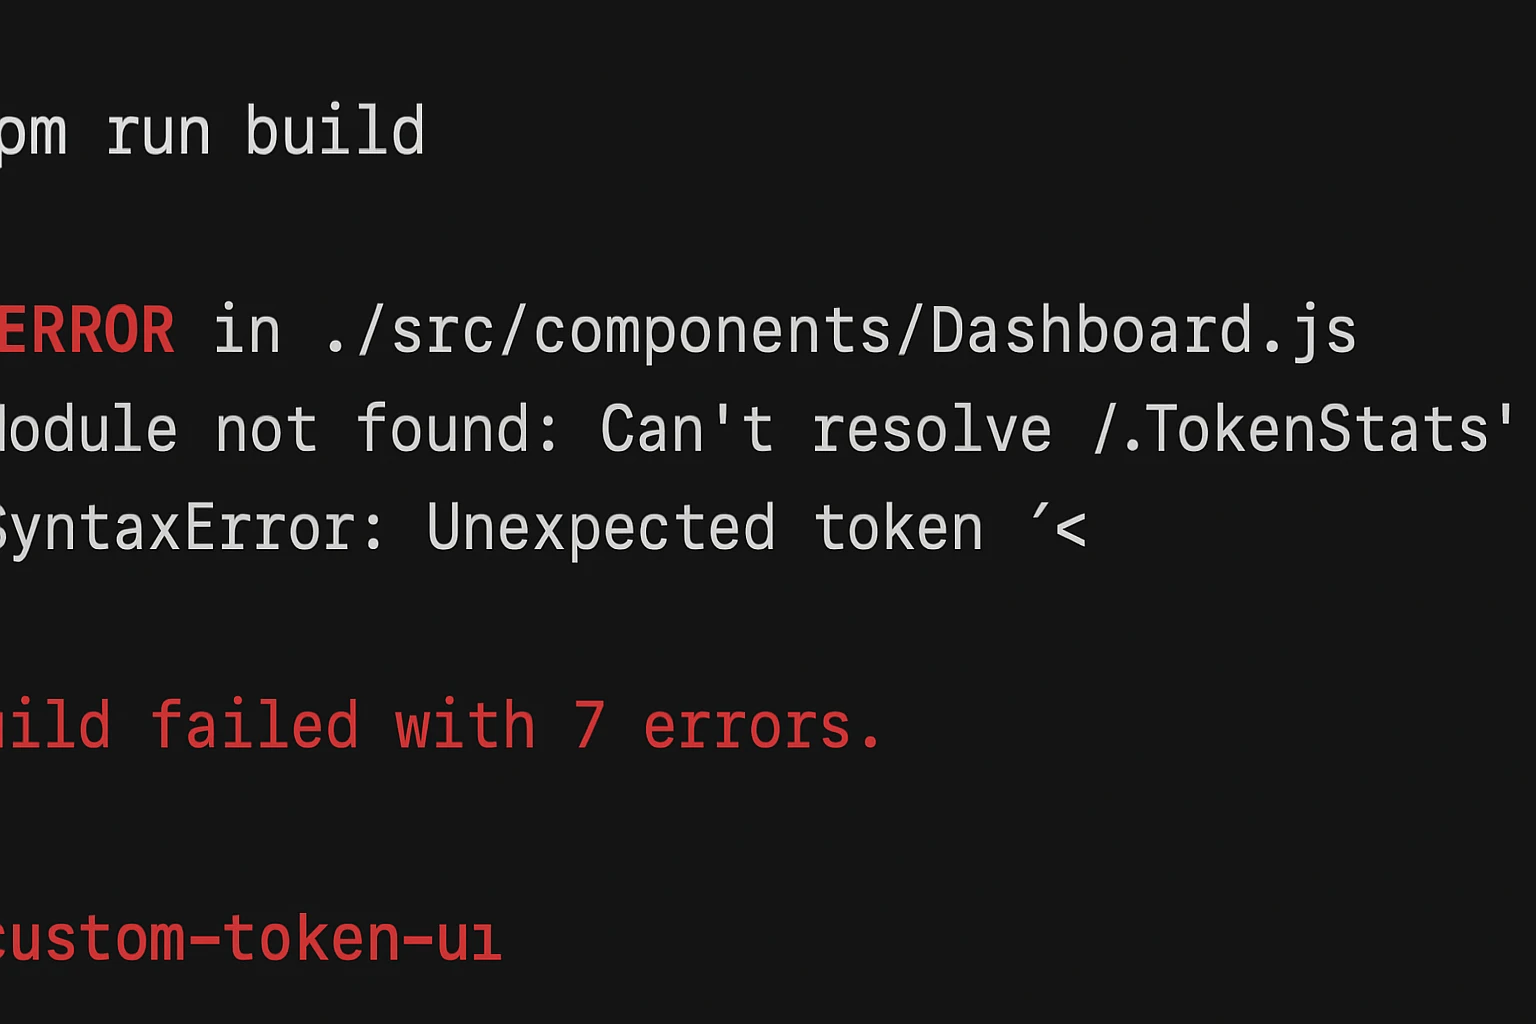 pm run build
ERROR in ./src/components/Dashboard.js
Module not found: Can't resolve /.TokenStats'
SyntaxError: Unexpected token ´<
uild failed with 7 errors.
custom-token-uı